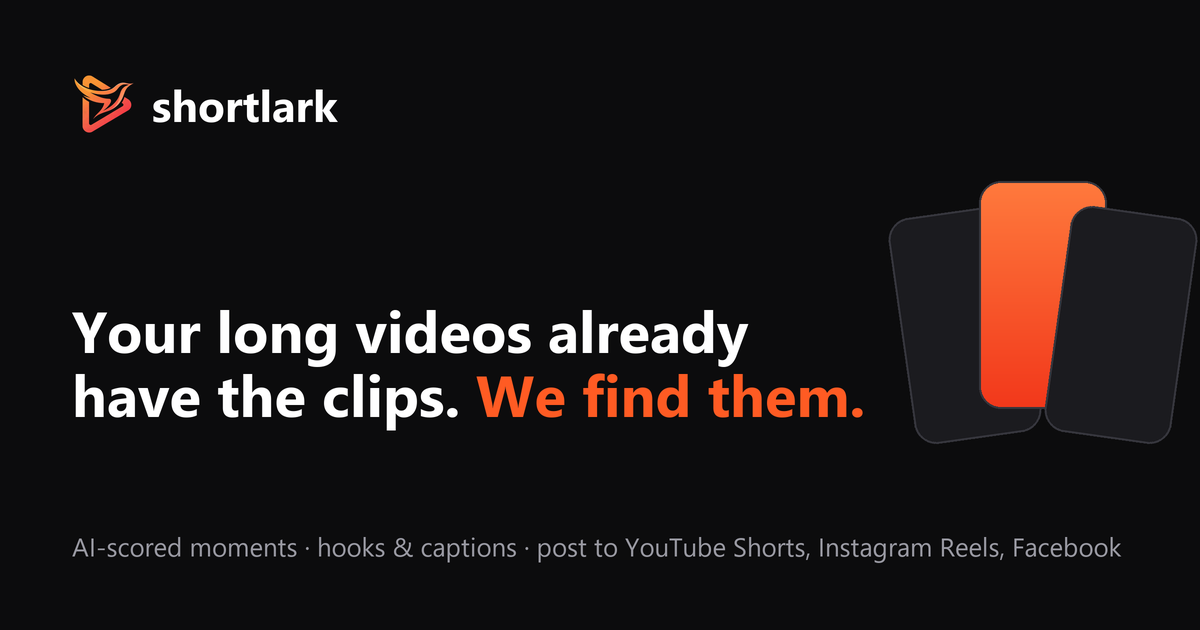 shortlark
Your long videos already
have the clips. We find them.
AI-scored moments · hooks & captions · post to YouTube Shorts, Instagram Reels, Facebook